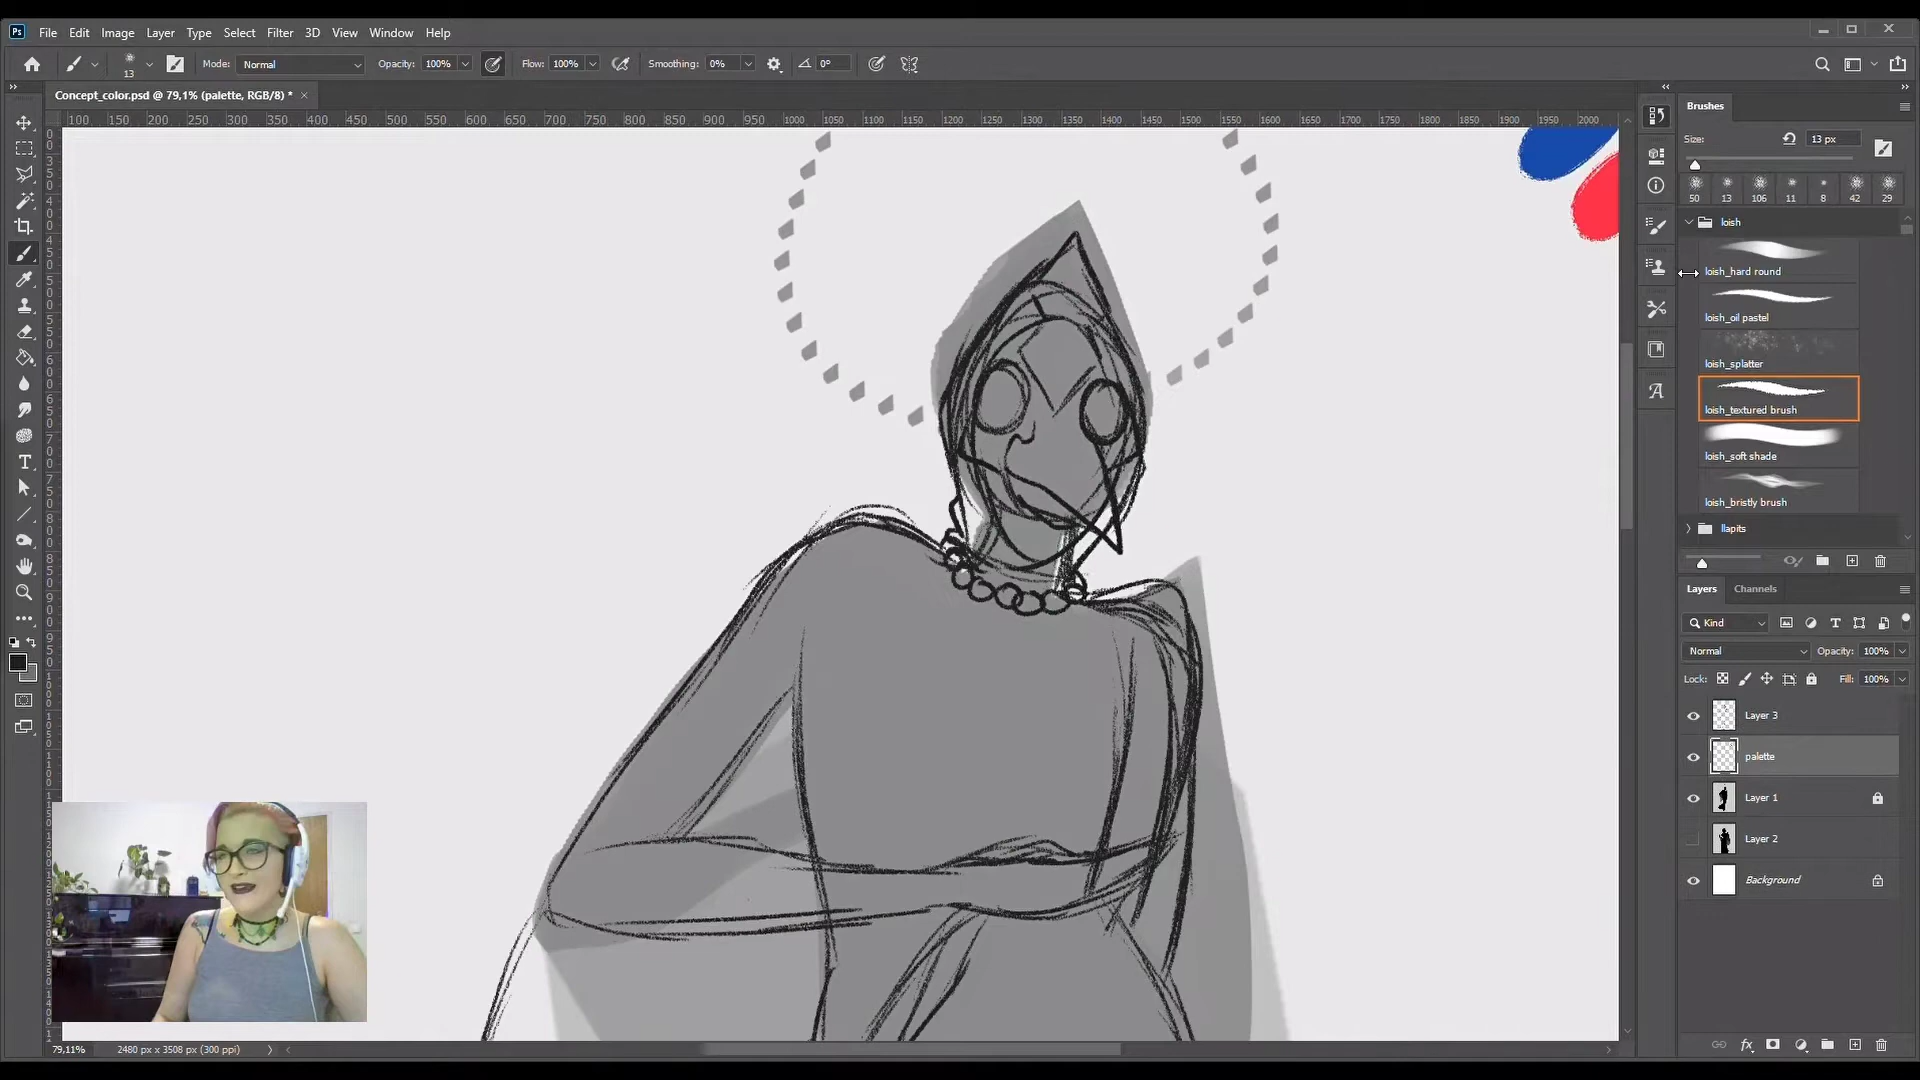 Ps File Edit Image Layer Type Select Filter 3D View Window Help
13 Mode: Normal Opacity: 100% Flow: 100% Smoothing: 0% 0°
Concept_color.psd @ 79,1% (palette, RGB/8) * ×
100 150 200 250 300 350 400 450 500 550 600 650 700 750 800 850 900 950 1000 1050 1100 1150 1200 1250 1300 1350 1400 1450 1500 1550 1600 1650 1700 1750 1800 1850 1900 1950 2000
Brushes
Size: 13 px
50 13 106 11 8 42 29
loish
loish_hard round
loish_oil pastel
loish_splatter
loish_textured brush
loish_soft shade
loish_bristly brush
llapits
Layers Channels
Kind
Normal Opacity: 100%
Lock: Fill: 100%
Layer 3
palette
Layer 1
Layer 2
Background
79,11% 2480 px x 3508 px (300 ppi)